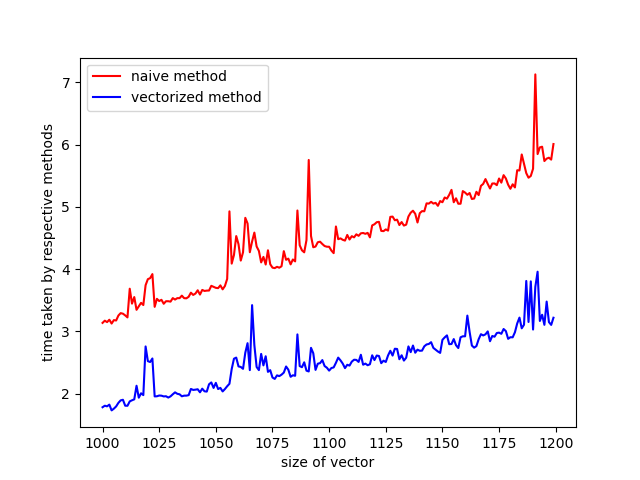 naive method
vectorized method
time taken by respective methods
7
6
5
4
3
2
1000 1025 1050 1075 1100 1125 1150 1175 1200
size of vector